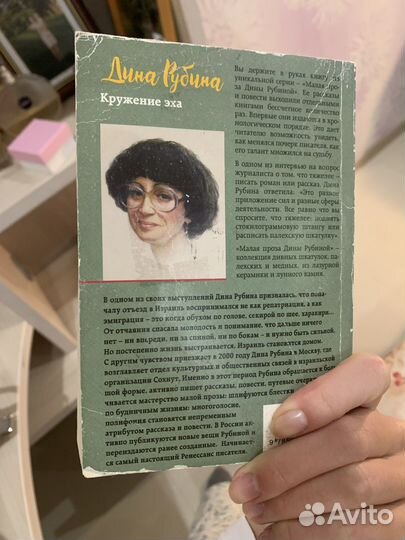 Дина Рубина
Кружение эха
Вы держите в руках книгу из
уникальной серии – «Малая про-
за Дины Рубиной». Ее рассказы
и повести выходили отдельными
книгами бессчетное количество
раз. Впервые они издаются в хро-
нологическом порядке. Это дает
читателю возможность увидеть,
как менялся почерк писателя, как
его талант множился на судьбу.
В одном из интервью на вопрос
журналиста о том, что тяжелее –
писать роман или рассказ, Дина
Рубина ответила: «Это разное
приложение сил и разные сферы
деятельности. Все равно что вы
спросите, что тяжелее: поднять
стокилограммовую штангу или
расписать палехскую шкатулку».
«Малая проза Дины Рубиной» –
коллекция дивных шкатулок, па-
лехских и медных, из лазурной
керамики и лунного камня.
В одном из своих выступлений Дина Рубина призналась, что пона-
чалу отъезд в Израиль воспринимался не как репатриация, а как
эмиграция – это когда обухом по голове, секирой по шее, харакири...
От отчаяния спасала молодость и понимание, что дальше ничего
нет – ни впереди, ни за спиной, ни по бокам – и нужно быть сильной.
Но постепенно жизнь выстраивается, Израиль становится домом.
С другим чувством приезжает в 2000 году Дина Рубина в Москву, где
возглавляет отдел культурных и общественных связей в израильской
организации Сохнут. Именно в этот период Рубина обращается к
шой форме, активно пишет рассказы, повести, путевые
чивается мастерство малой прозы: шлифуются блестки
по будничным жизни: многоголосие,
полифония становятся непременным
атрибутом рассказа и повести. В России ак-
тивно публикуются новые вещи Рубиной и
переиздаются ранее созданные. Начинает-
ся самый настоящий Ренессанс писателя.
Avito